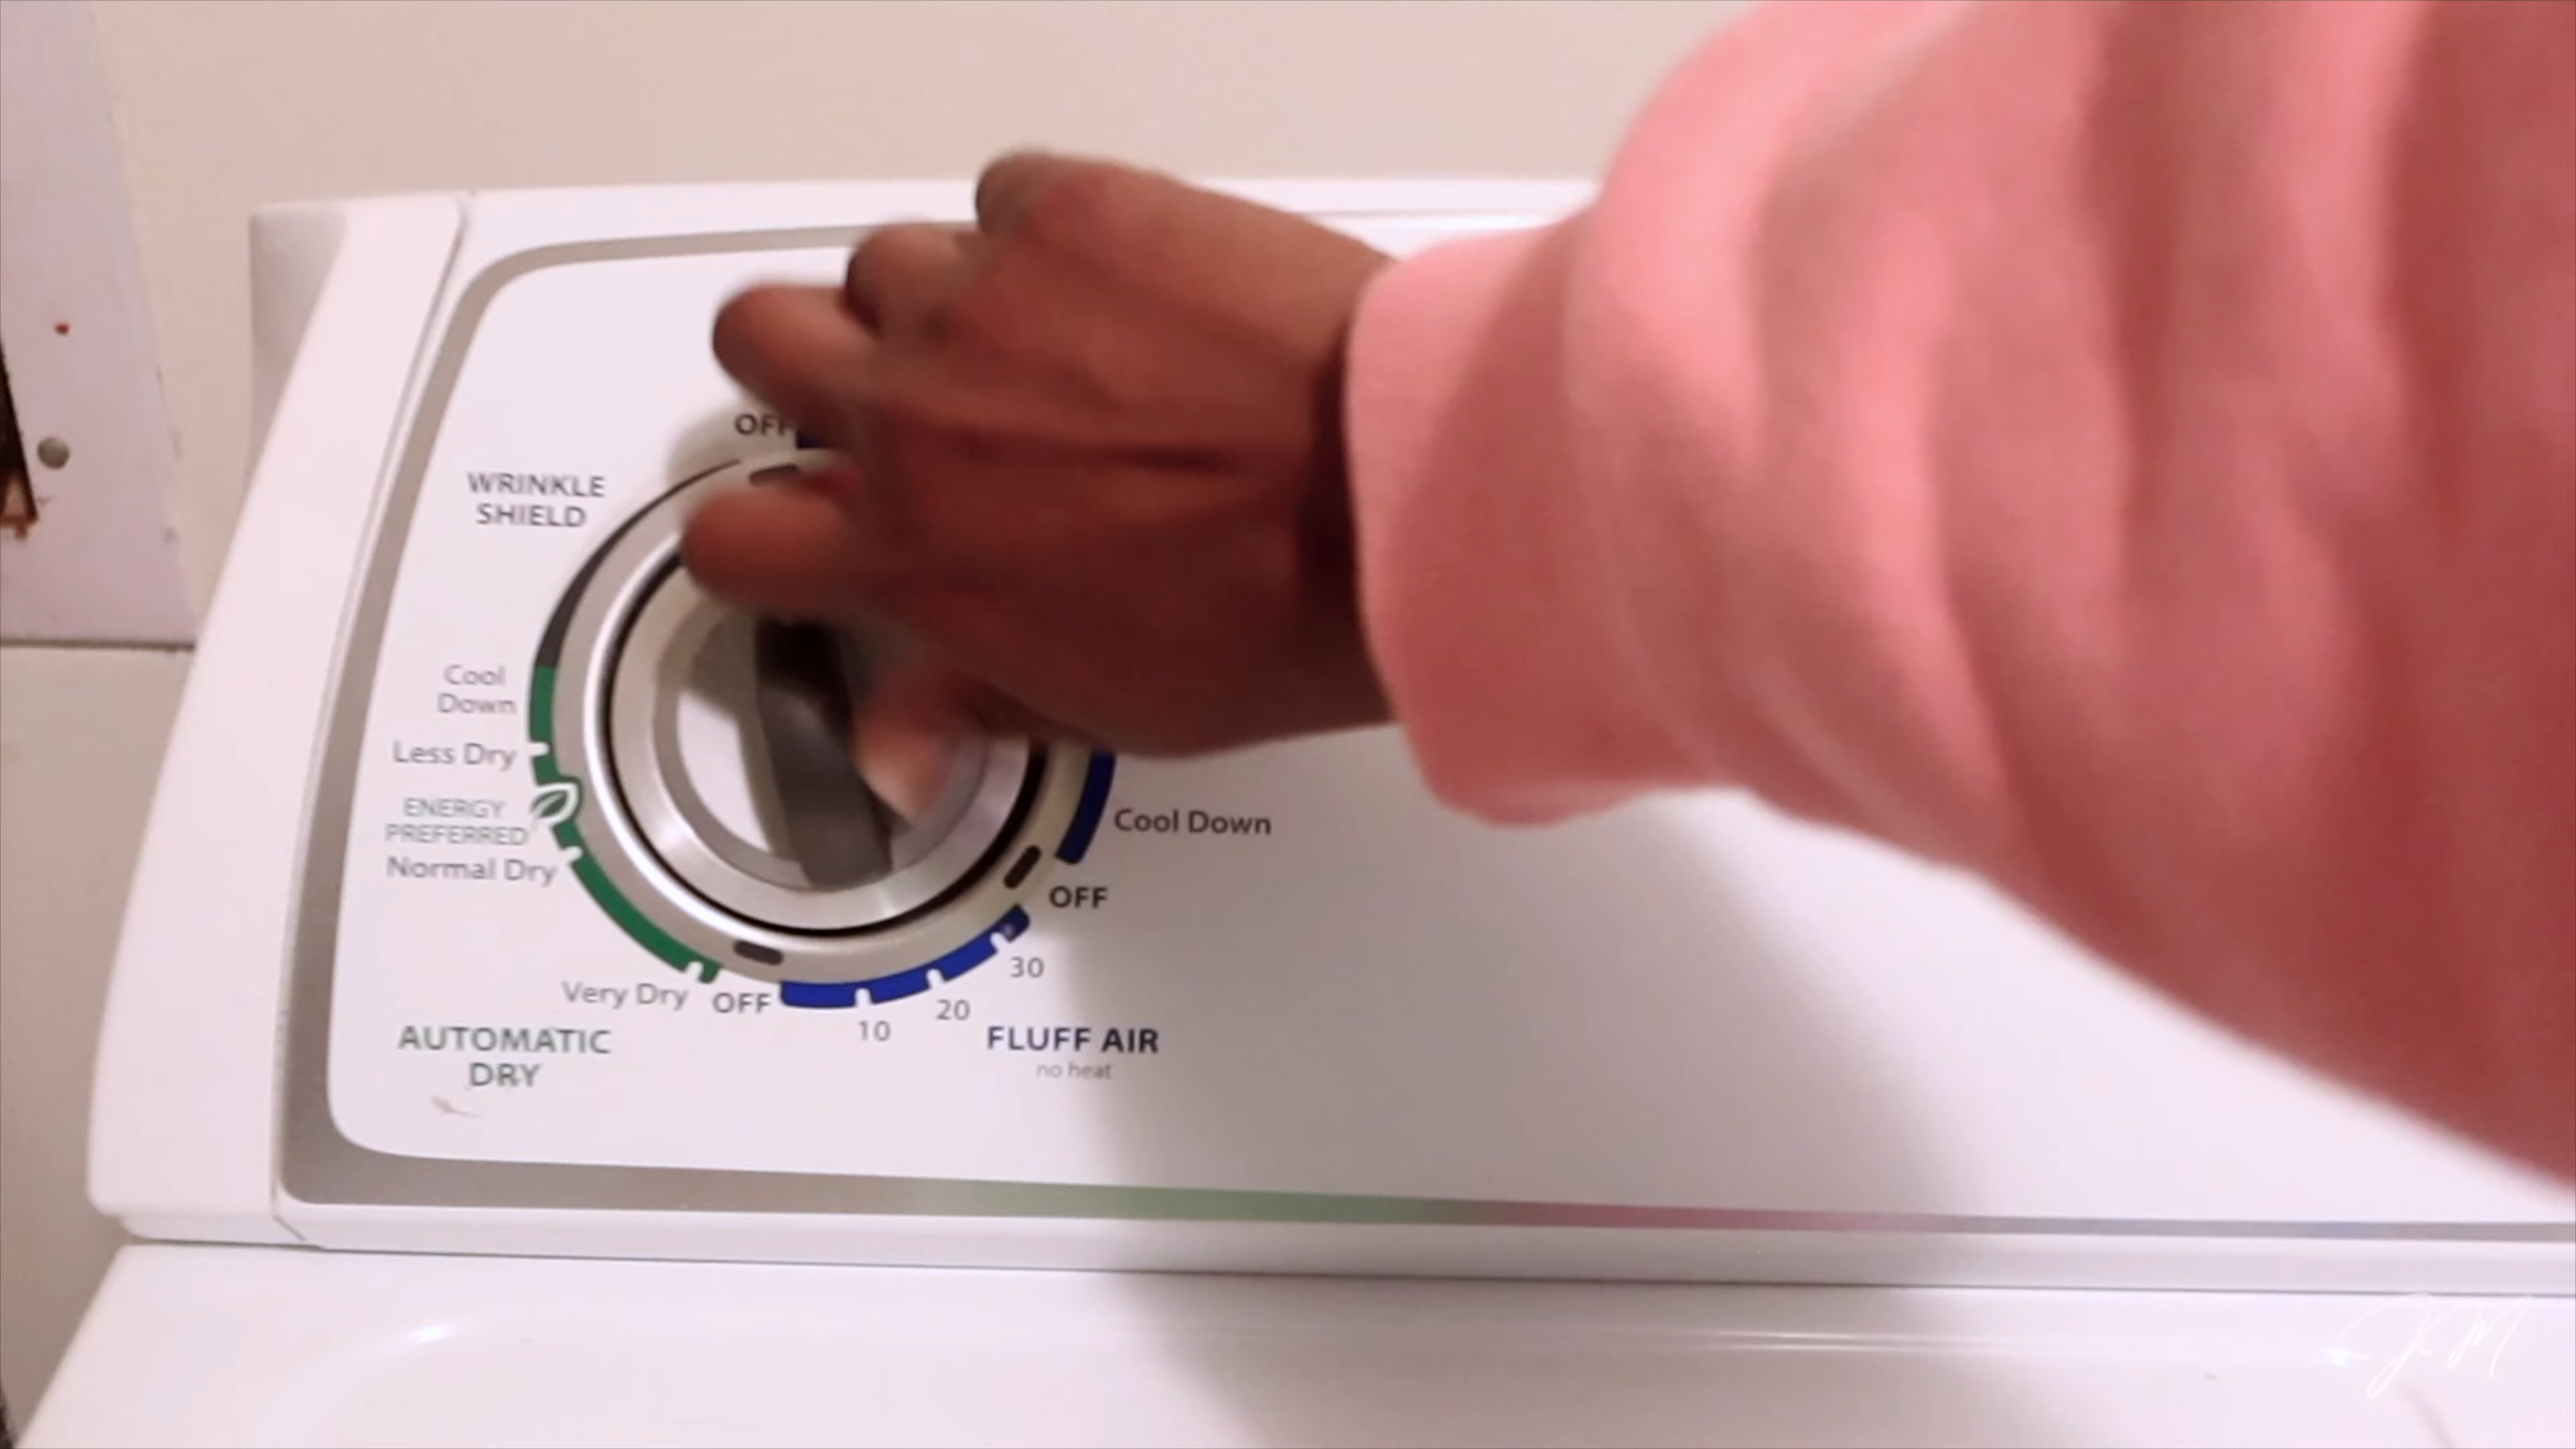 OFF
WRINKLE
SHIELD
Cool
Down
Less Dry
ENERGY
PREFERRED
Normal Dry
Very Dry
OFF
AUTOMATIC
DRY
10
20
30
FLUFF AIR
no heat
OFF
Cool Down
JM